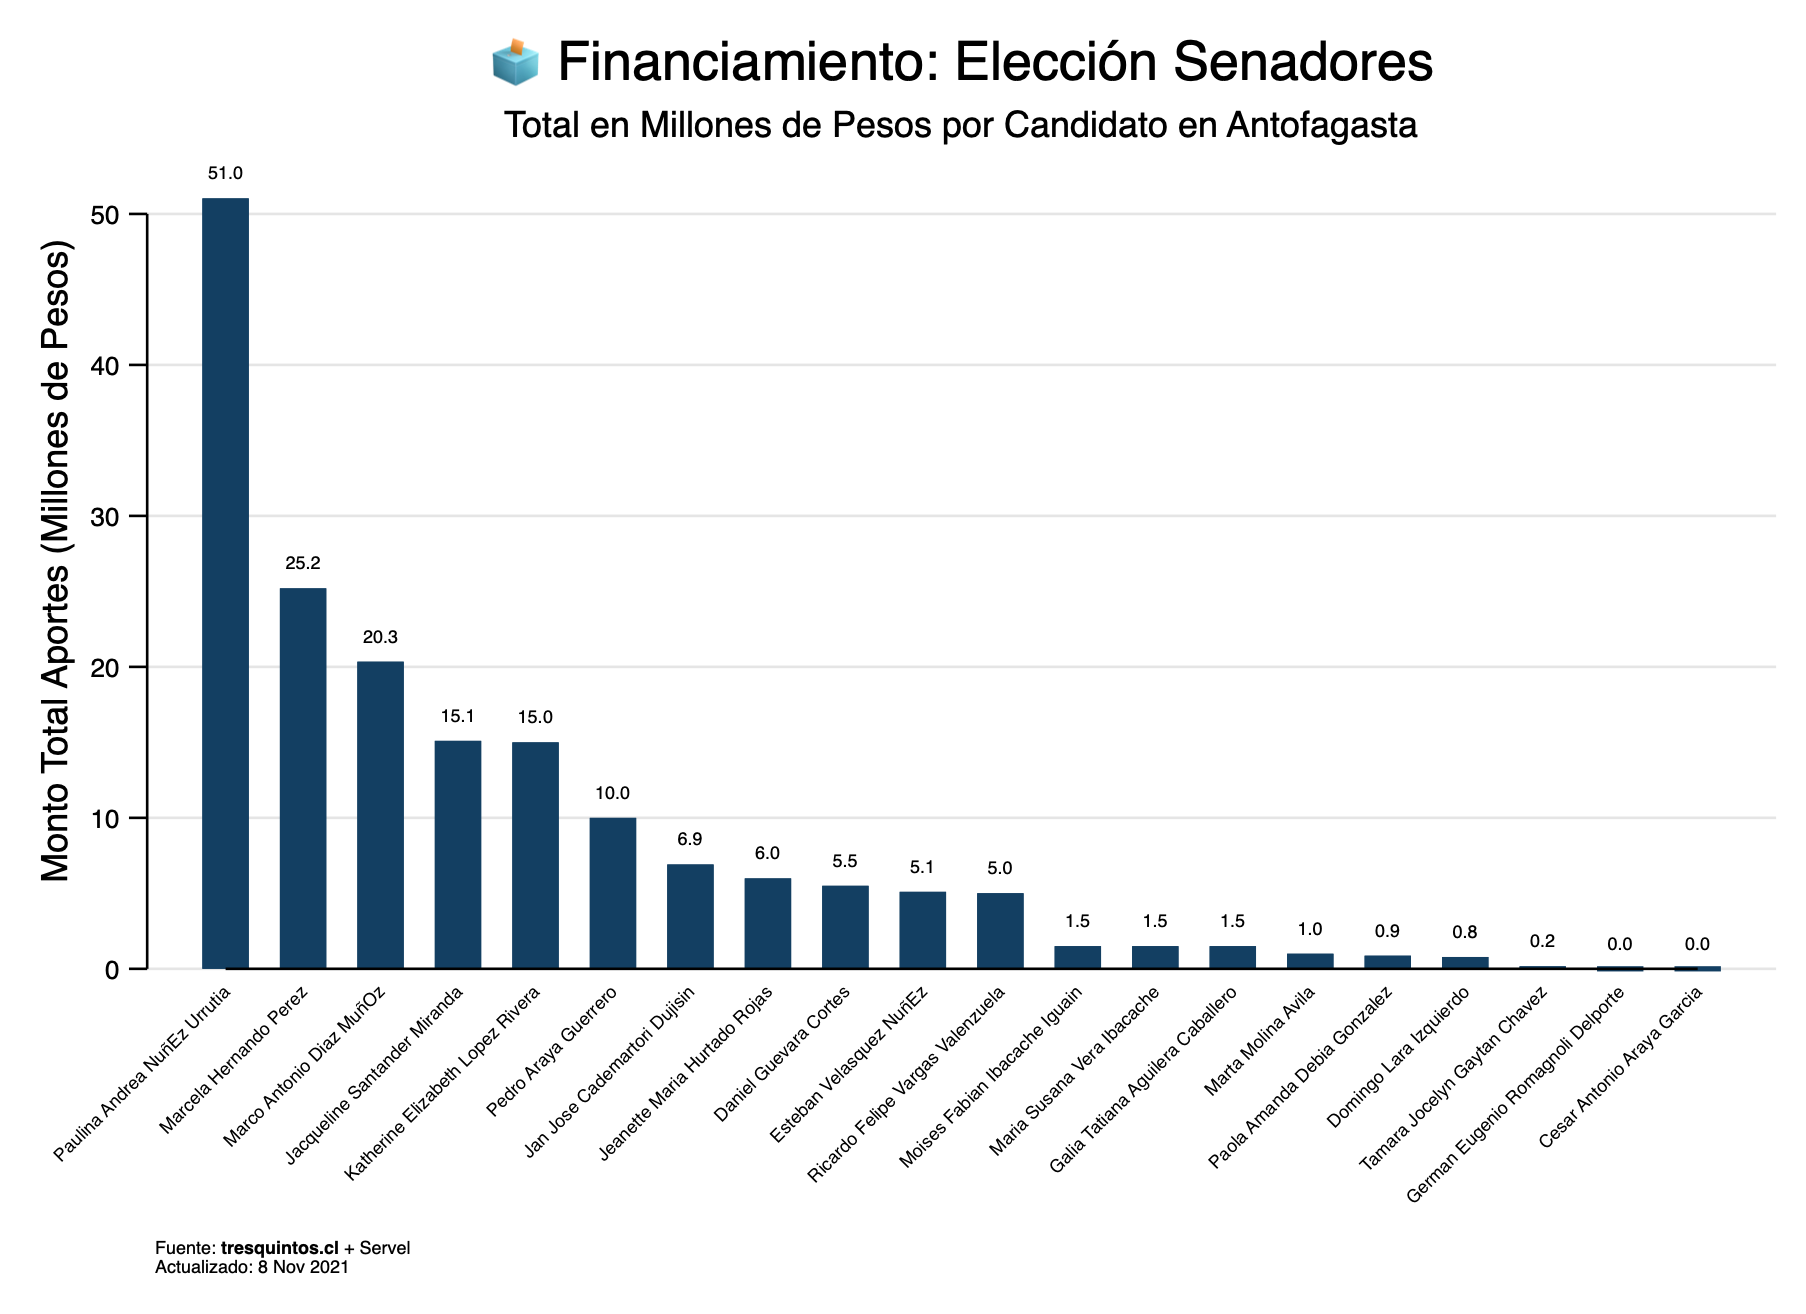 Financiamiento: Elección Senadores
Total en Millones de Pesos por Candidato en Antofagasta
Monto Total Aportes (Millones de Pesos)
50
40
30
20
10
0
51.0
25.2
20.3
15.1
15.0
10.0
6.9
6.0
5.5
5.1
5.0
1.5
1.5
1.5
1.0
0.9
0.8
0.2
0.0
0.0
Paulina Andrea NuñEz Urrutia
Marcela Hernando Perez
Marco Antonio Diaz MuñOz
Jacqueline Santander Miranda
Katherine Elizabeth Lopez Rivera
Pedro Araya Guerrero
Jan Jose Cademartori Dujisin
Jeanette Maria Hurtado Rojas
Daniel Guevara Cortes
Esteban Velasquez NuñEz
Ricardo Felipe Vargas Valenzuela
Moises Fabian Ibacache Iguain
Maria Susana Vera Ibacache
Galia Tatiana Aguilera Caballero
Marta Molina Avila
Paola Amanda Debia Gonzalez
Domingo Lara Izquierdo
Tamara Jocelyn Gaytan Chavez
German Eugenio Romagnoli Delporte
Cesar Antonio Araya Garcia
Fuente: tresquintos.cl + Servel
Actualizado: 8 Nov 2021